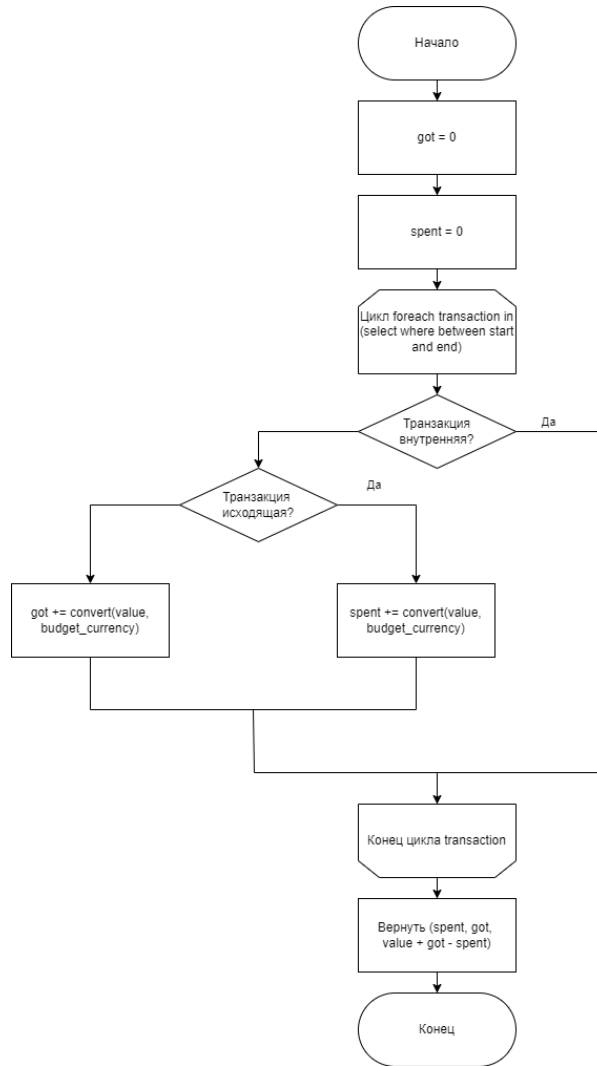 Начало
got = 0
spent = 0
Цикл foreach transaction in
(select where between start
and end)
Транзакция
внутренняя?
Да
Транзакция
исходящая?
Да
got += convert(value,
budget_currency)
spent += convert(value,
budget_currency)
Конец цикла transaction
Вернуть (spent, got,
value + got - spent)
Конец